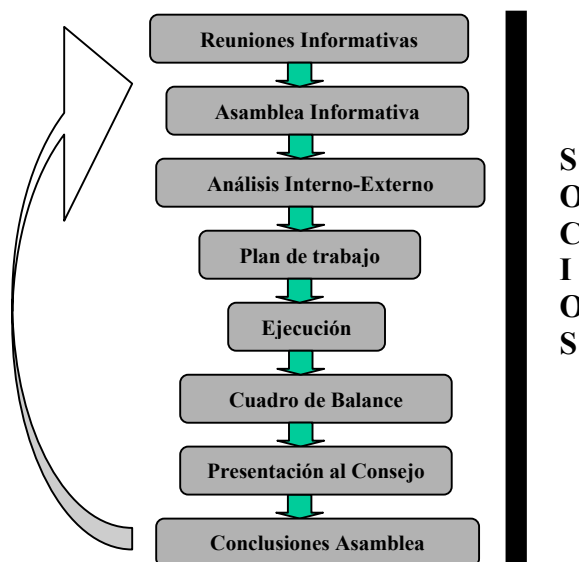 Reuniones Informativas
Asamblea Informativa
Análisis Interno-Externo
Plan de trabajo
Ejecución
Cuadro de Balance
Presentación al Consejo
Conclusiones Asamblea
S
O
C
I
O
S